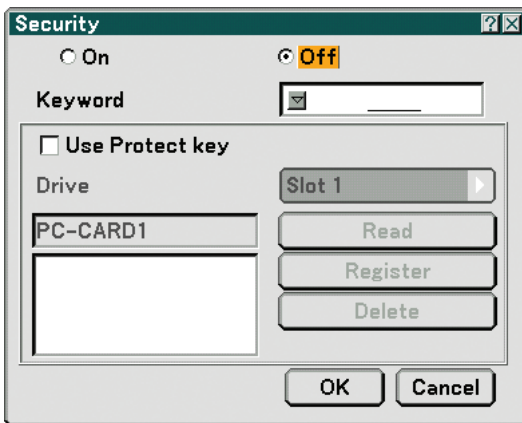 Security
On Off
Keyword
Use Protect key
Drive Slot 1
PC-CARD1 Read
Register
Delete
OK Cancel